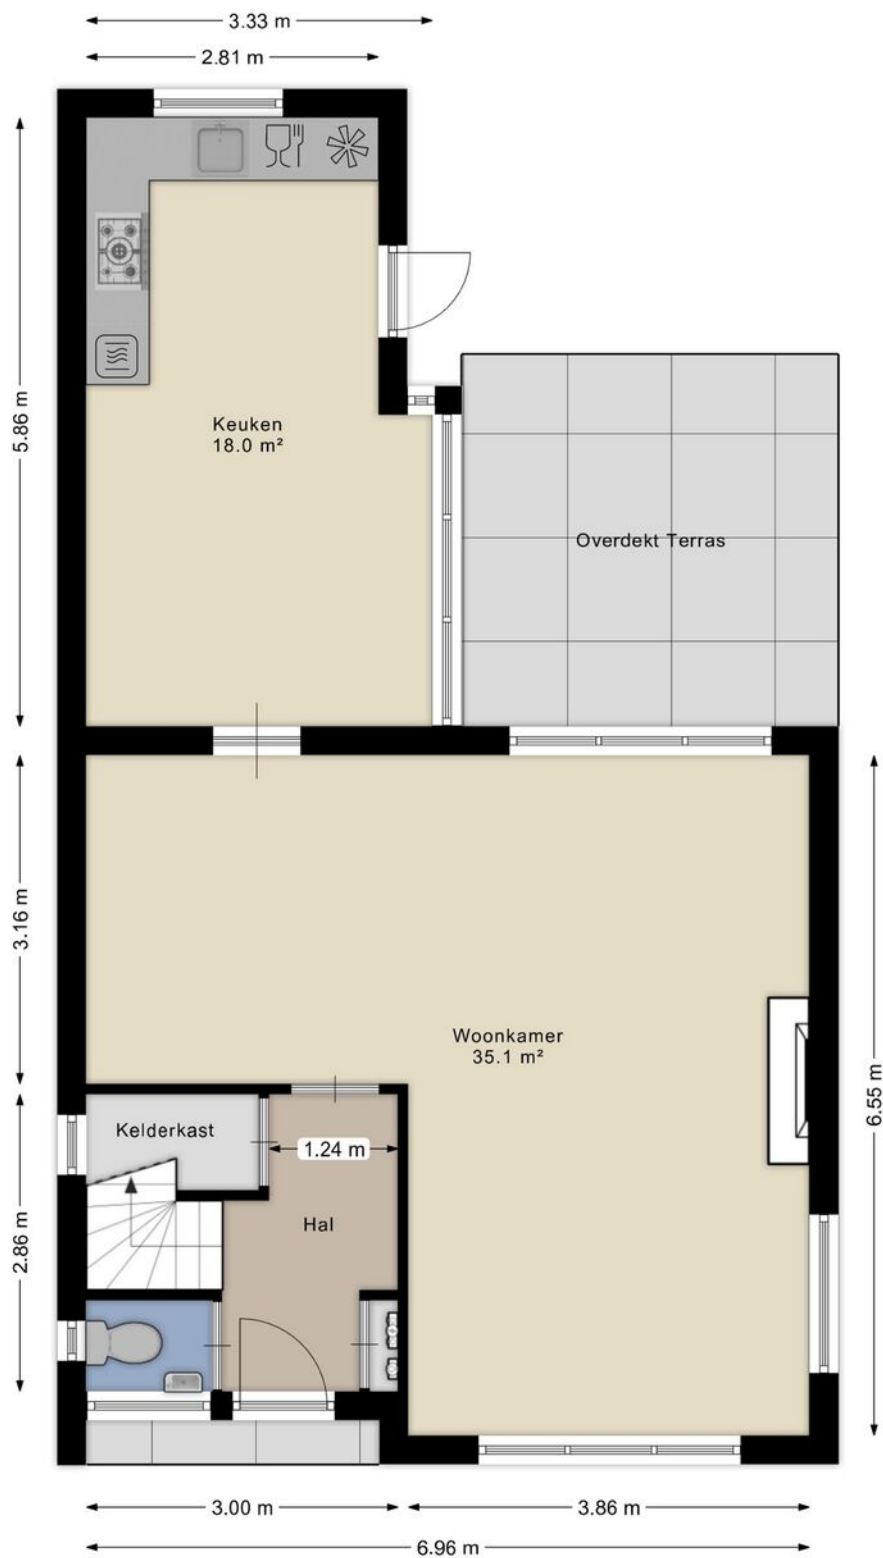 3.33 m
2.81 m
5.86 m
Keuken
18.0 m²
Overdekt Terras
3.16 m
Woonkamer
35.1 m²
6.55 m
Kelderkast
1.24 m
Hal
2.86 m
3.00 m
3.86 m
6.96 m